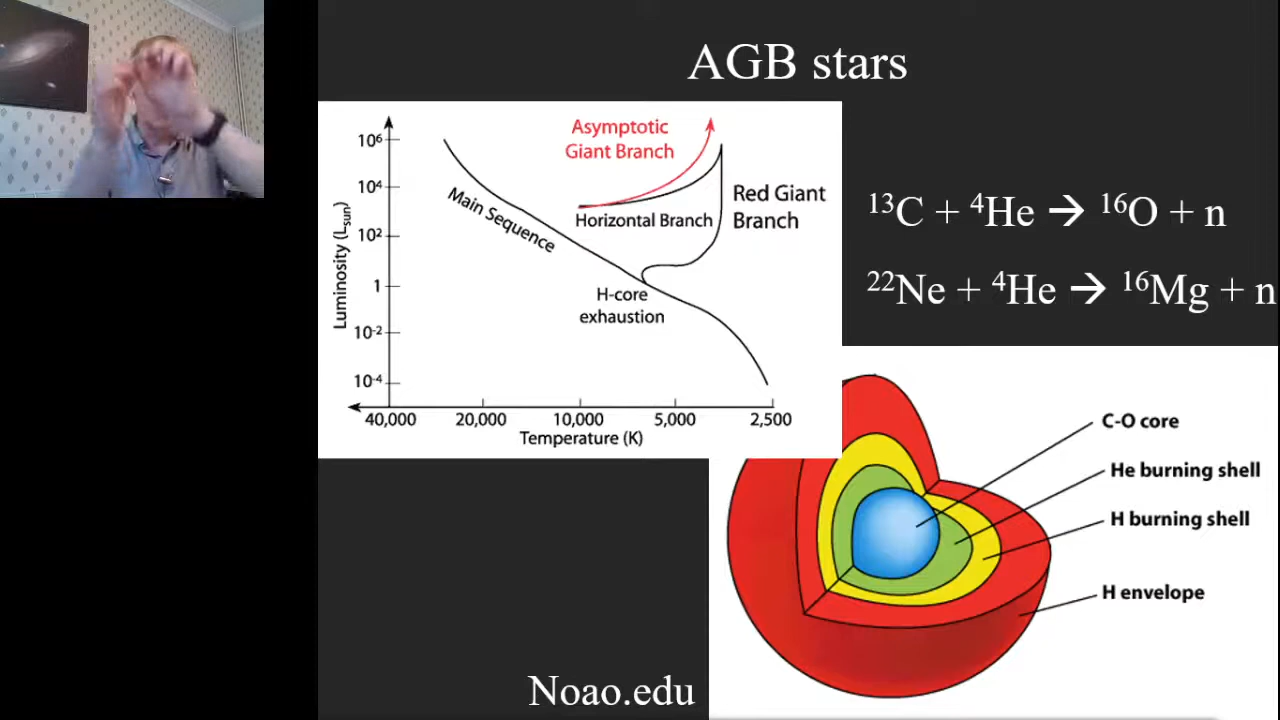 AGB stars
Asymptotic
Giant Branch
10⁶
10⁴
10²
1
10⁻²
10⁻⁴
Luminosity (Lsun)
Main Sequence
Horizontal Branch
Red Giant
Branch
H-core
exhaustion
40,000
20,000
10,000
5,000
2,500
Temperature (K)
¹³C + ⁴He → ¹⁶O + n
²²Ne + ⁴He → ¹⁶Mg + n
C-O core
He burning shell
H burning shell
H envelope
Noao.edu